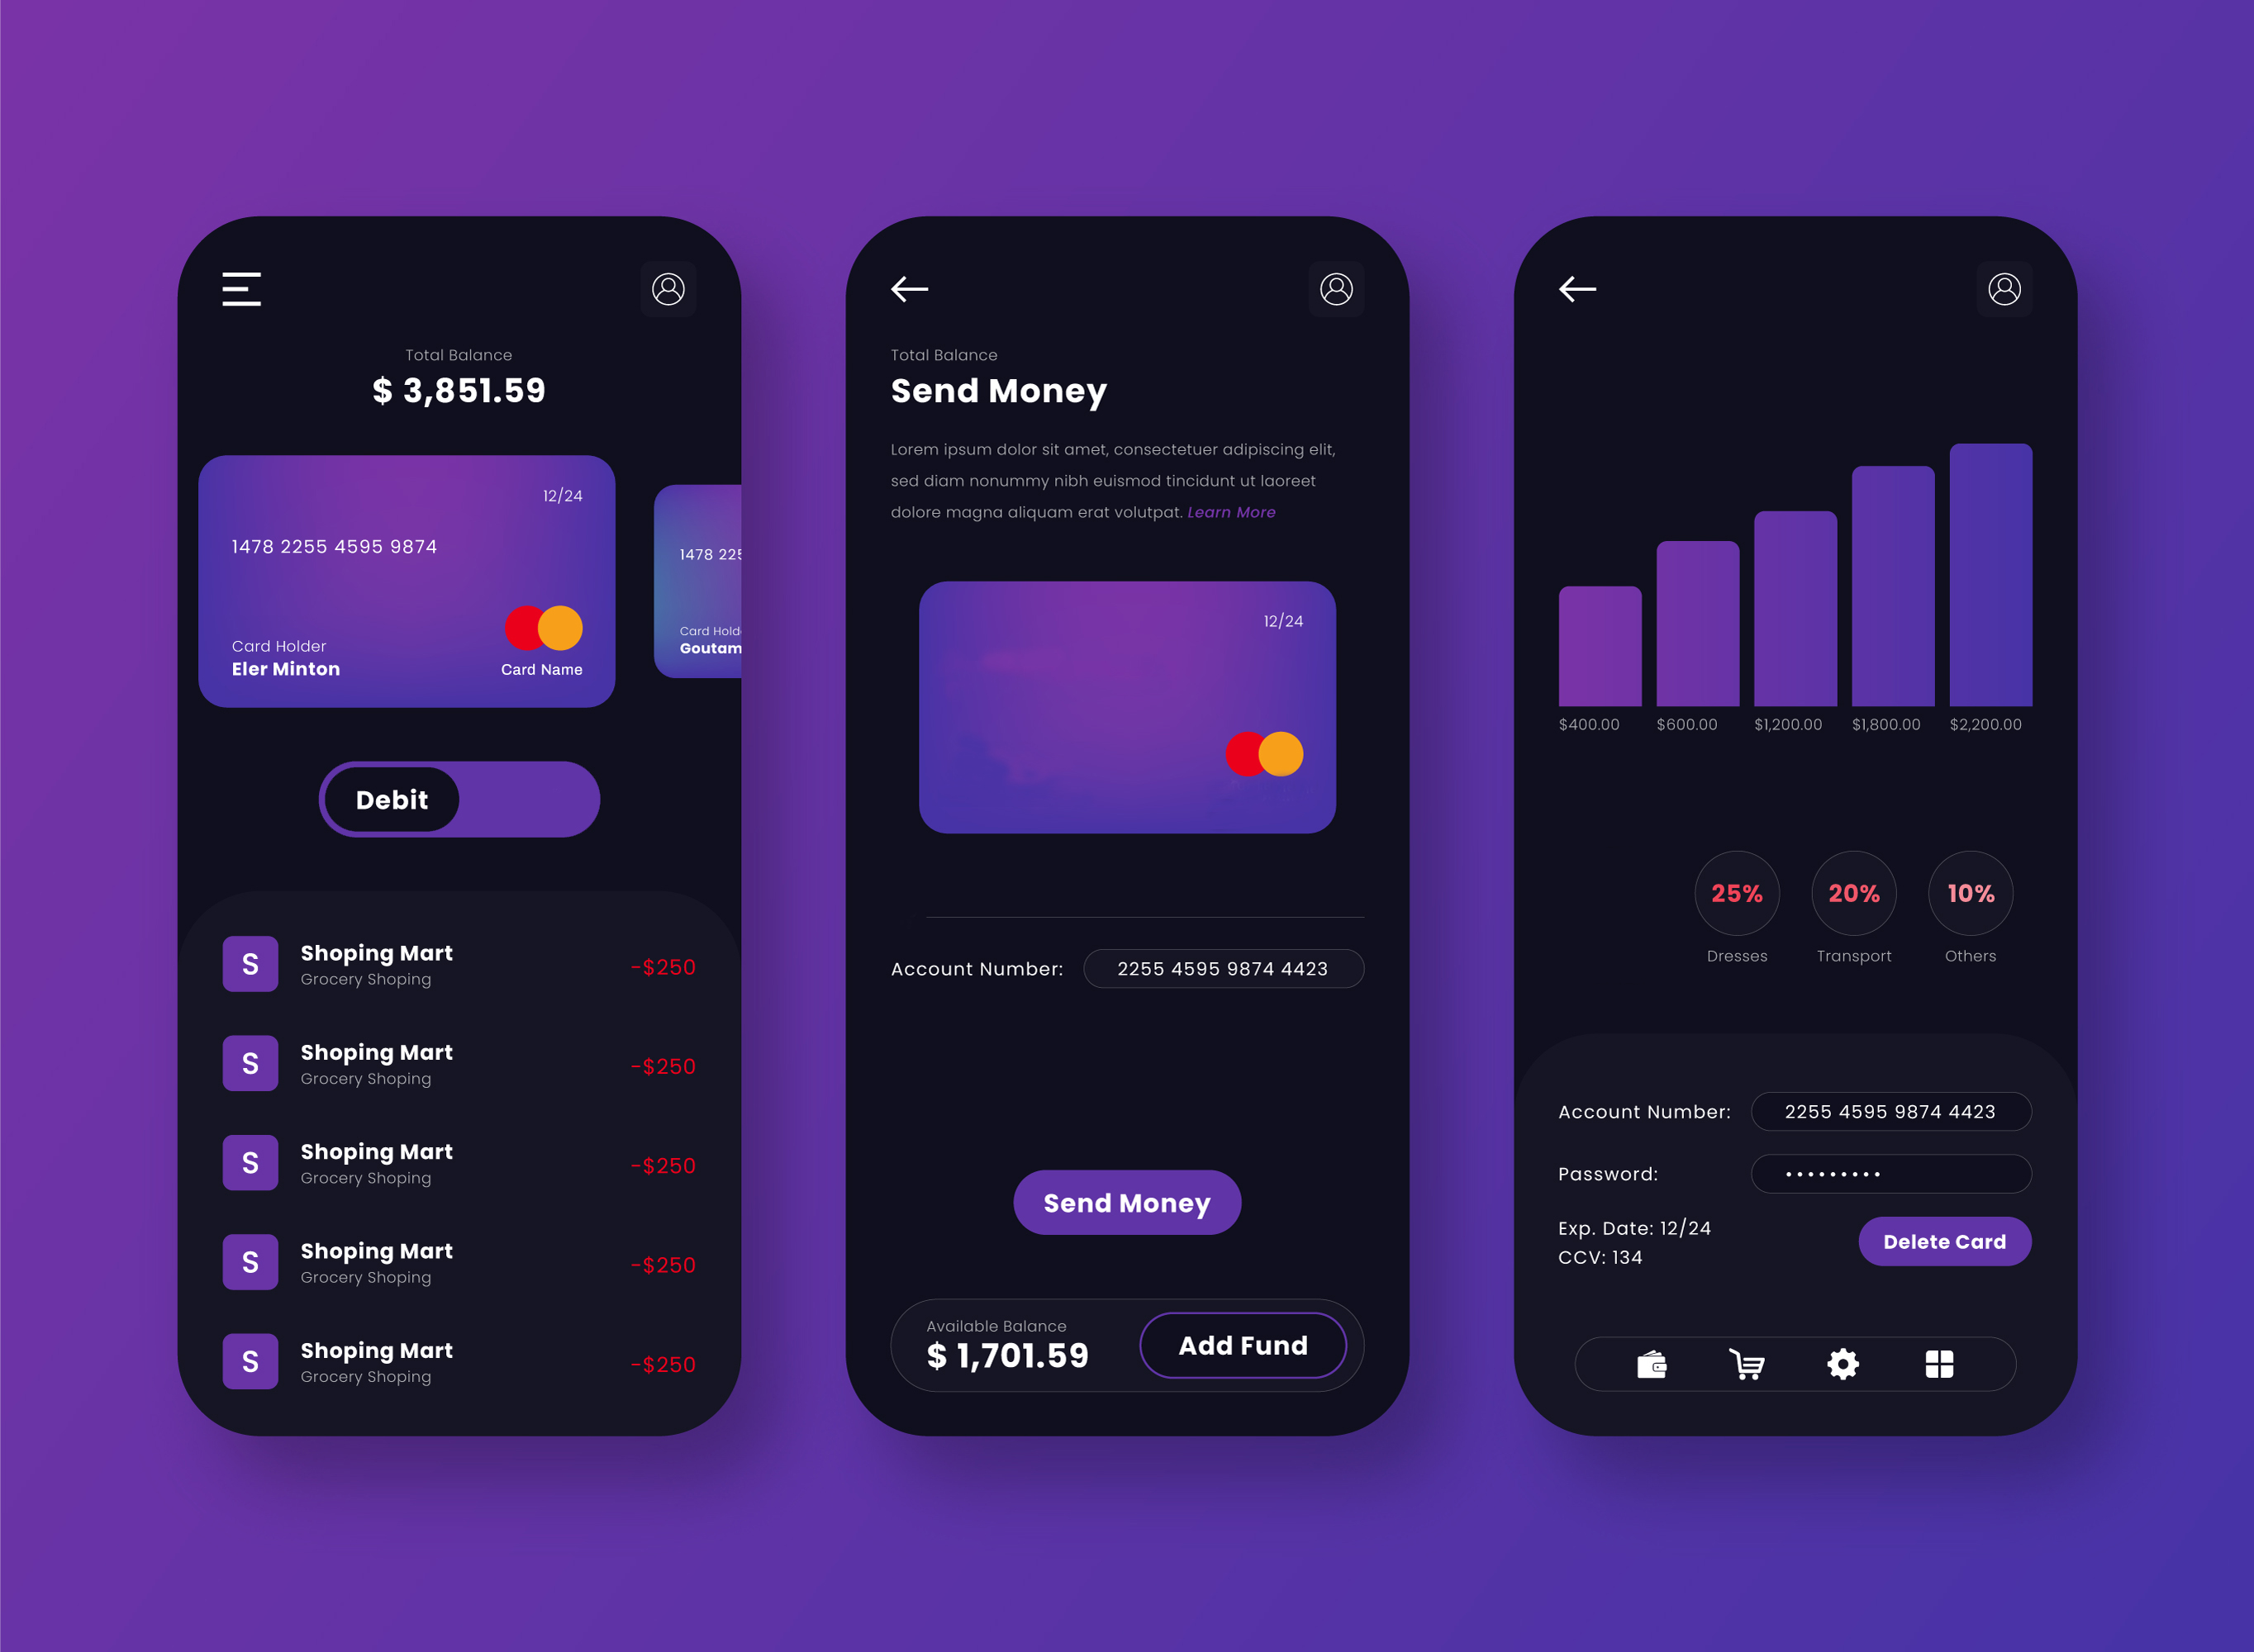 Total Balance
$ 3,851.59
12/24
1478 2255 4595 9874
Card Holder
Eler Minton
Card Name
1478 225
Card Hold
Goutam
Debit
S
Shoping Mart
Grocery Shoping
-$250
S
Shoping Mart
Grocery Shoping
-$250
S
Shoping Mart
Grocery Shoping
-$250
S
Shoping Mart
Grocery Shoping
-$250
S
Shoping Mart
Grocery Shoping
-$250
Total Balance
Send Money
Lorem ipsum dolor sit amet, consectetuer adipiscing elit,
sed diam nonummy nibh euismod tincidunt ut laoreet
dolore magna aliquam erat volutpat. Learn More
12/24
Account Number: 2255 4595 9874 4423
Send Money
Available Balance
$ 1,701.59
Add Fund
$400.00 $600.00 $1,200.00 $1,800.00 $2,200.00
25% 20% 10%
Dresses Transport Others
Account Number: 2255 4595 9874 4423
Password: •••••••••
Exp. Date: 12/24
CCV: 134
Delete Card